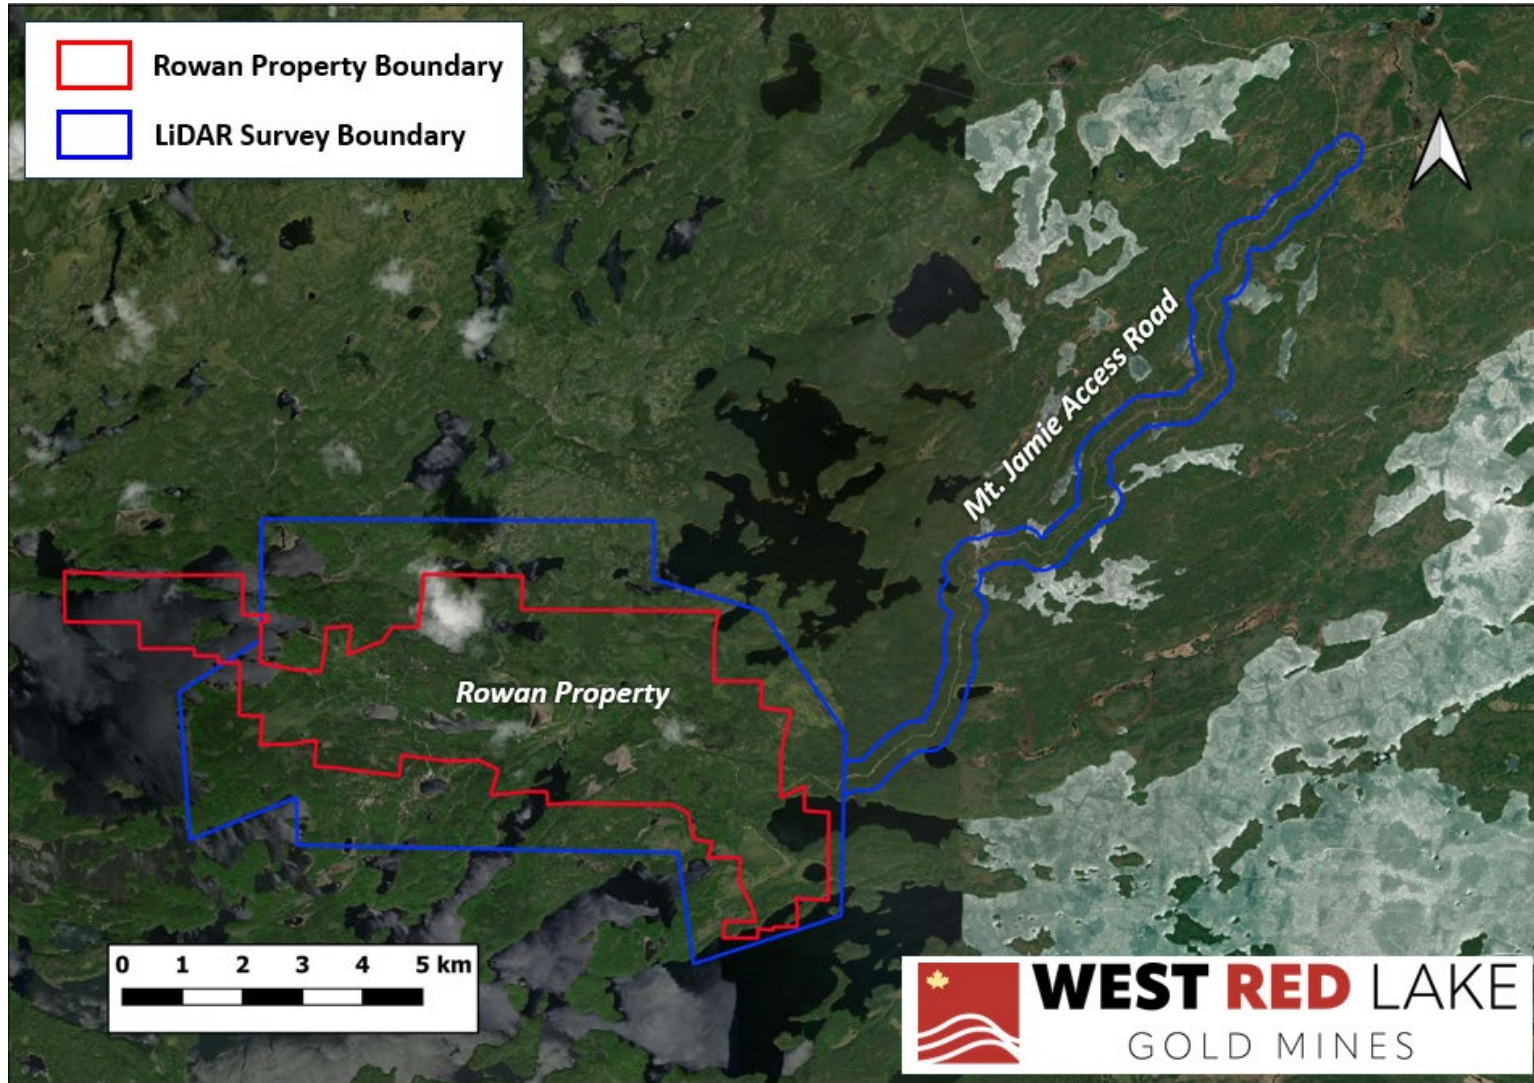 Rowan Property Boundary
LiDAR Survey Boundary
Mt. Jamie Access Road
Rowan Property
0 1 2 3 4 5 km
WEST RED LAKE
GOLD MINES